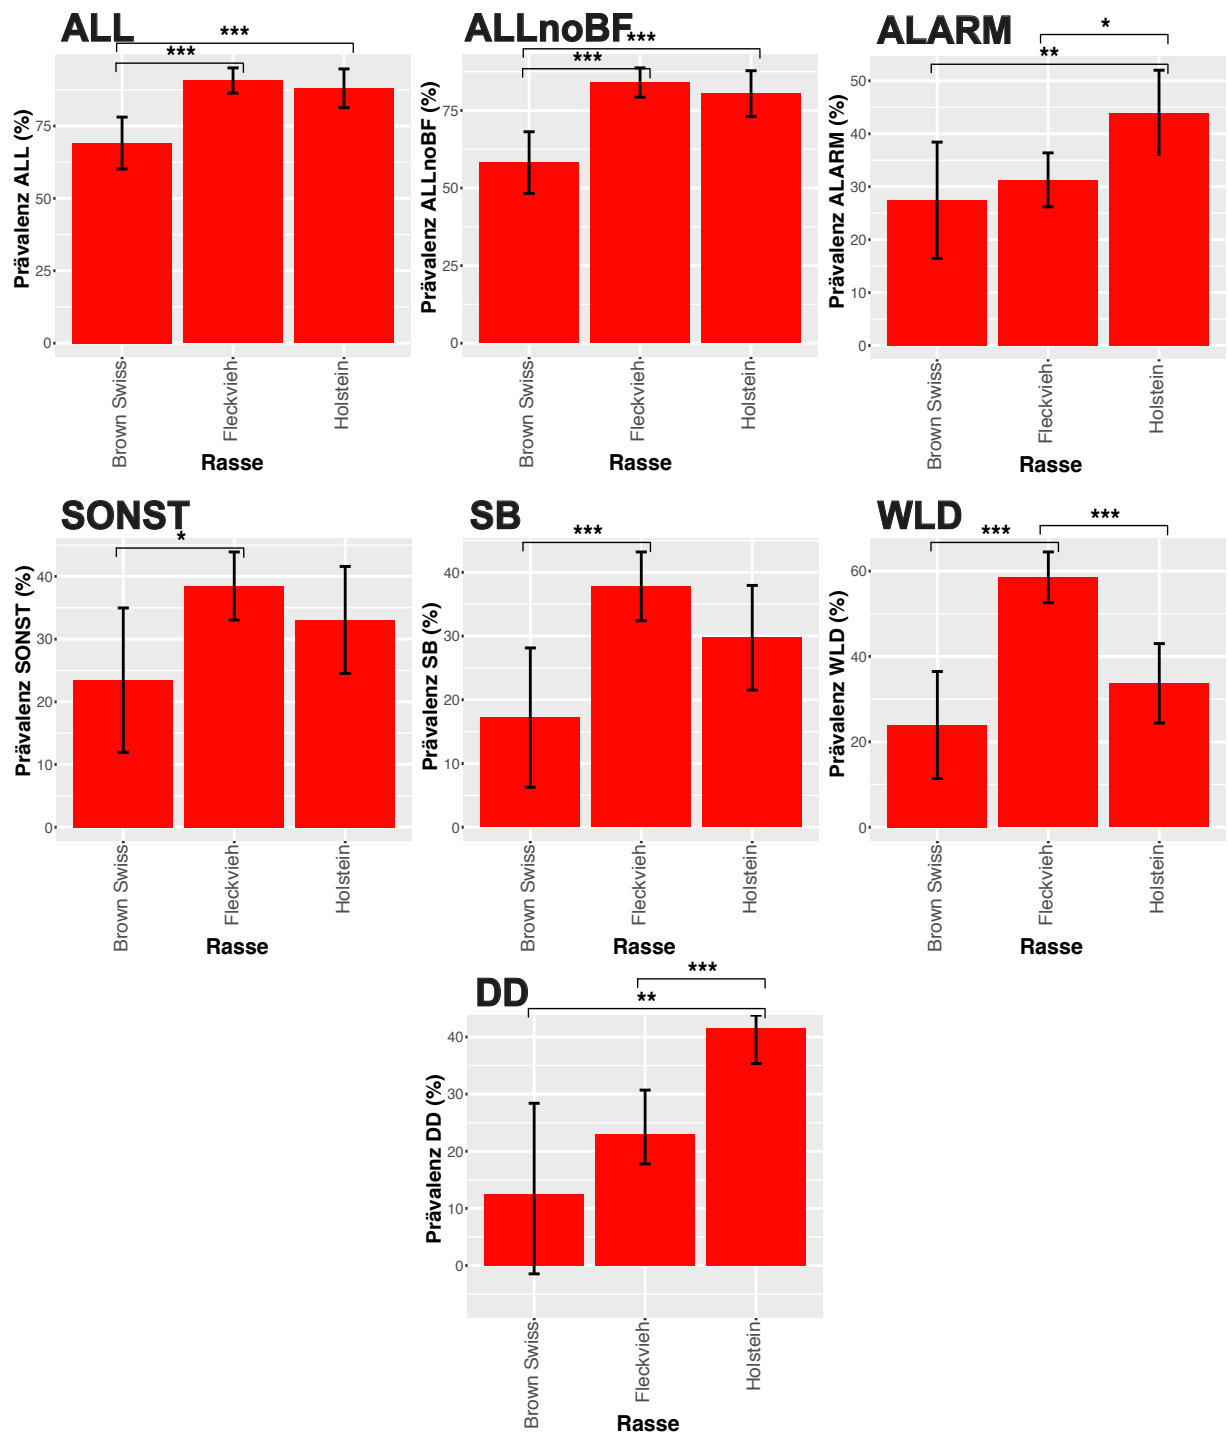 ALL
***
***
Prävalenz ALL (%)
75
50
25
0
Brown Swiss
Fleckvieh
Holstein
Rasse
ALLnoBF
***
***
Prävalenz ALLnoBF (%)
75
50
25
0
Brown Swiss
Fleckvieh
Holstein
Rasse
ALARM
*
**
Prävalenz ALARM (%)
50
40
30
20
10
0
Brown Swiss
Fleckvieh
Holstein
Rasse
SONST
*
Prävalenz SONST (%)
40
30
20
10
0
Brown Swiss
Fleckvieh
Holstein
Rasse
SB
***
Prävalenz SB (%)
40
30
20
10
0
Brown Swiss
Fleckvieh
Holstein
Rasse
WLD
***
***
Prävalenz WLD (%)
60
40
20
0
Brown Swiss
Fleckvieh
Holstein
Rasse
DD
***
**
Prävalenz DD (%)
40
30
20
10
0
Brown Swiss
Fleckvieh
Holstein
Rasse